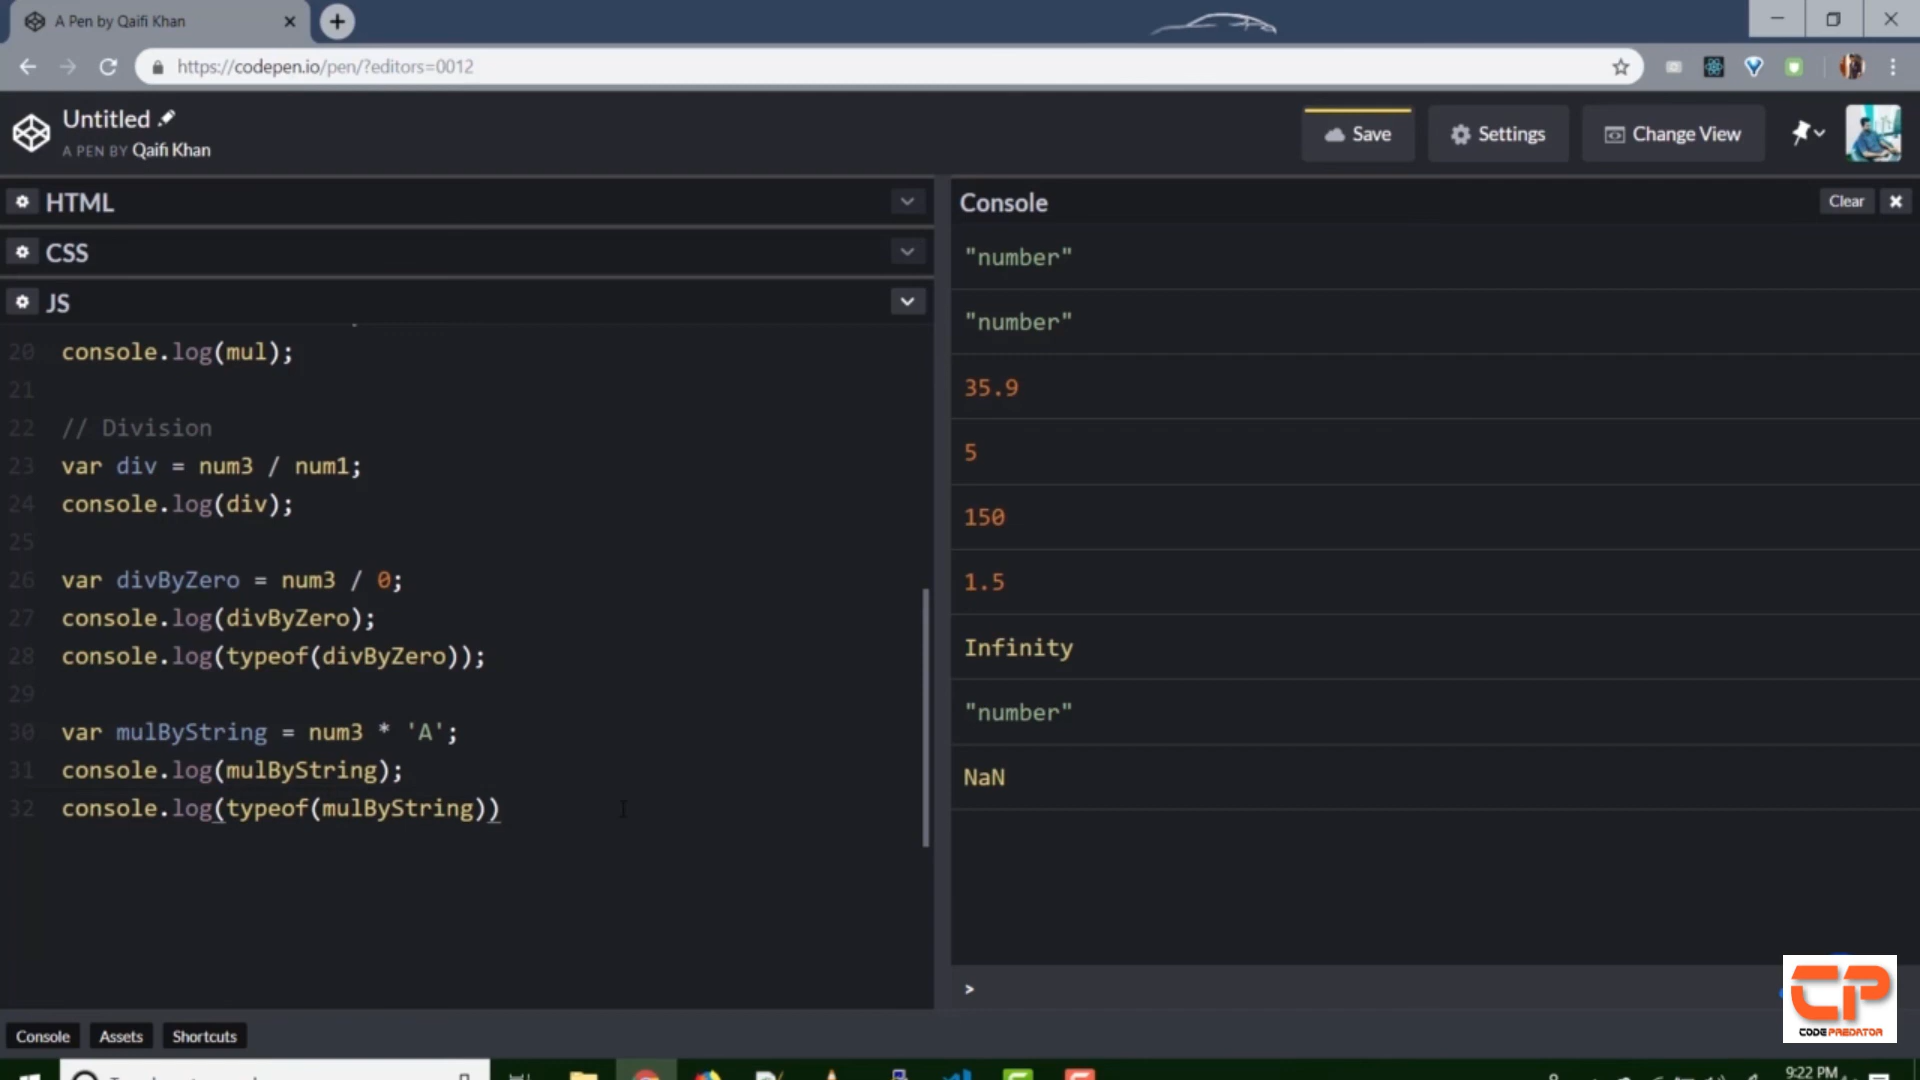 A Pen by Qaifi Khan
https://codepen.io/pen/?editors=0012
Untitled
A PEN BY Qaifi Khan
Save
Settings
Change View
HTML
CSS
JS
20 console.log(mul);
21
22 // Division
23 var div = num3 / num1;
24 console.log(div);
25
26 var divByZero = num3 / 0;
27 console.log(divByZero);
28 console.log(typeof(divByZero));
29
30 var mulByString = num3 * 'A';
31 console.log(mulByString);
32 console.log(typeof(mulByString))
Console
Clear
"number"
"number"
35.9
5
150
1.5
Infinity
"number"
NaN
>
CP
CODE PREDATOR
Console
Assets
Shortcuts
9:22 PM